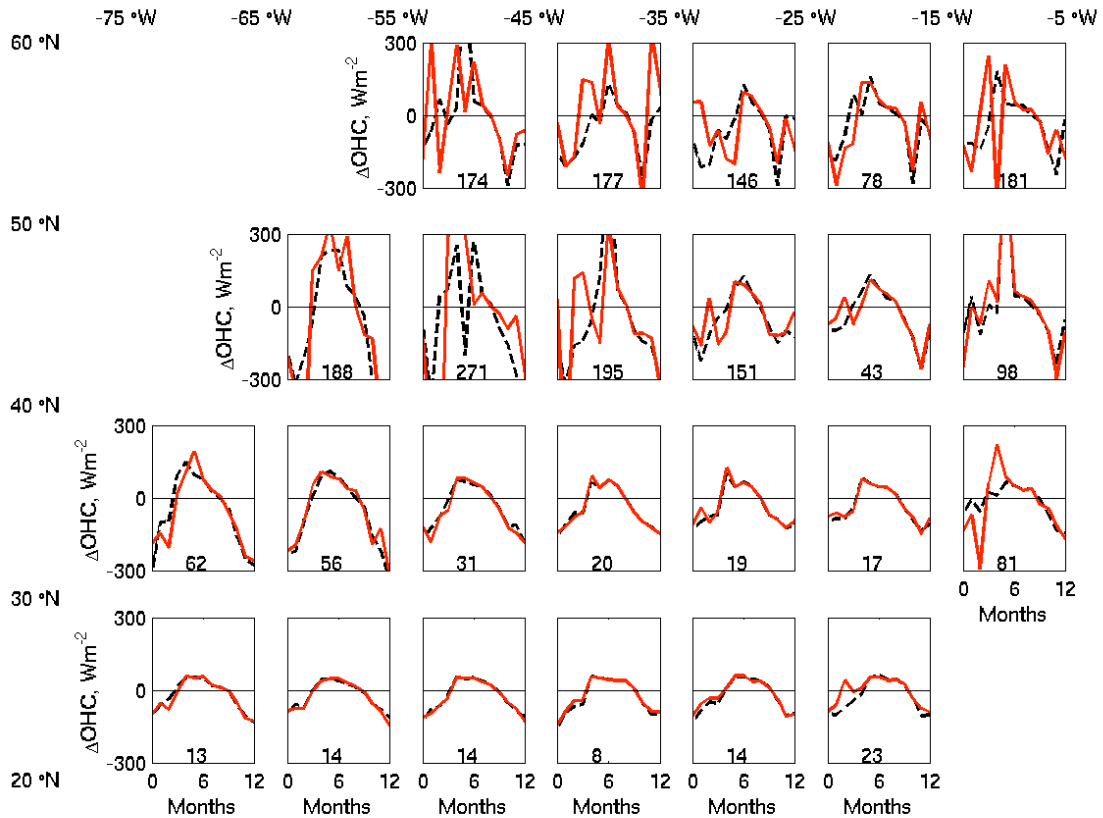 -75 °W -65 °W -55 °W -45 °W -35 °W -25 °W -15 °W -5 °W
60 °N
300
0
-300
ΔOHC, Wm-2
174 177 146 78 181
50 °N
300
0
-300
ΔOHC, Wm-2
188 271 195 151 43 98
40 °N
300
0
-300
ΔOHC, Wm-2
62 56 31 20 19 17 81
0 6 12
Months
30 °N
300
0
-300
ΔOHC, Wm-2
13 14 14 8 14 23
20 °N
0 6 12 0 6 12 0 6 12 0 6 12 0 6 12 0 6 12
Months Months Months Months Months Months